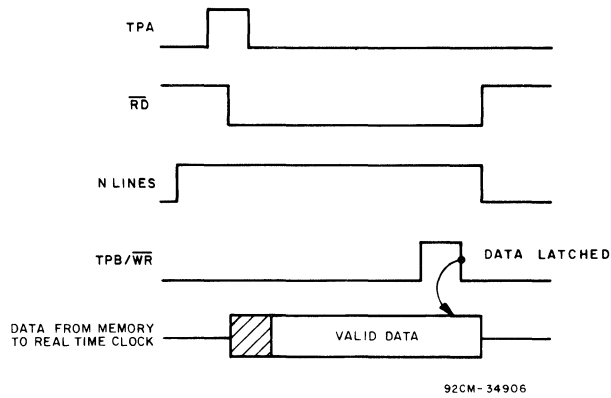 TPA
RD
N LINES
TPB/WR
DATA LATCHED
DATA FROM MEMORY
TO REAL TIME CLOCK
VALID DATA
92CM-34906